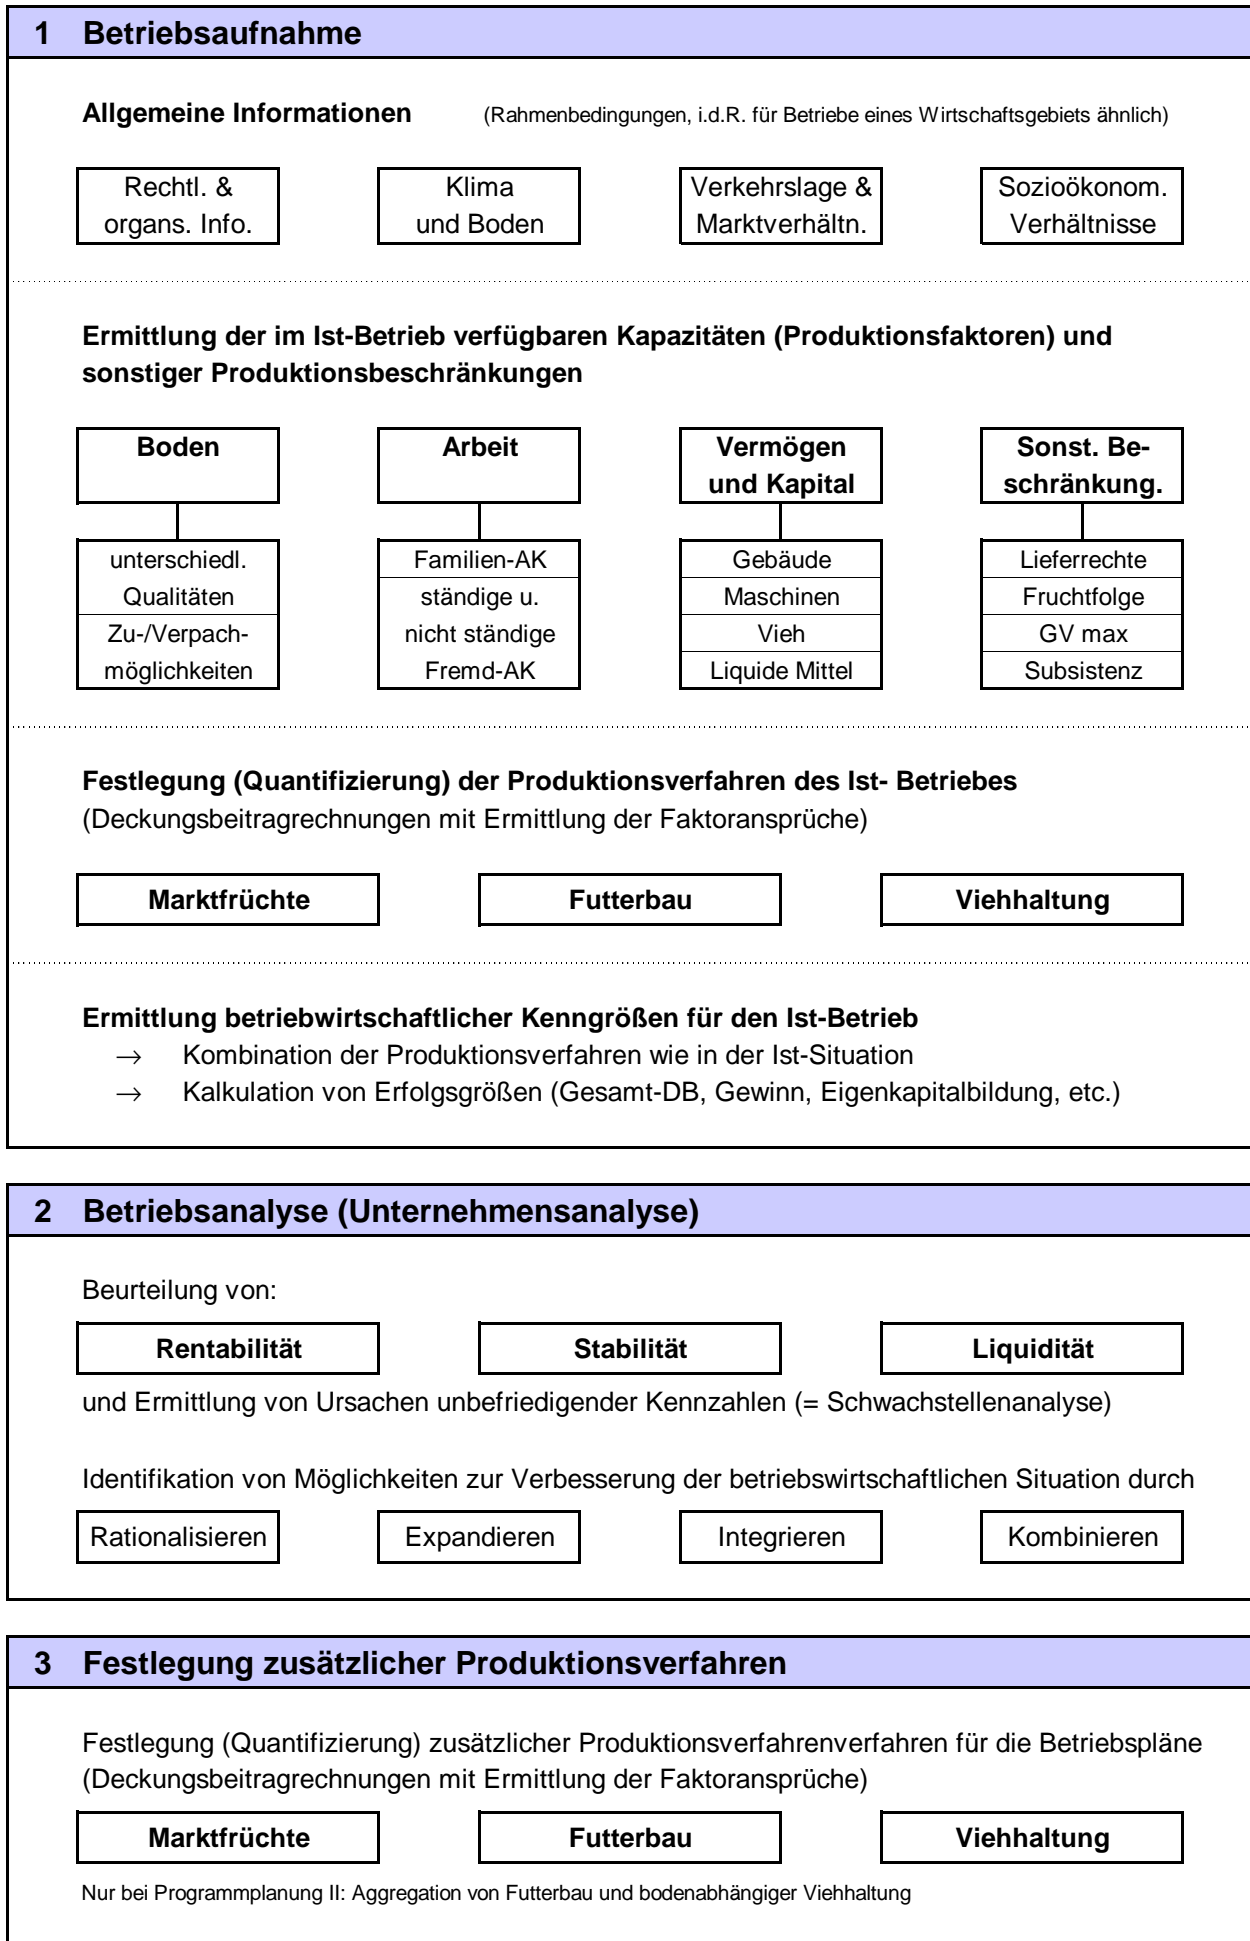 1 Betriebsaufnahme
Allgemeine Informationen (Rahmenbedingungen, i.d.R. für Betriebe eines Wirtschaftsgebiets ähnlich)
Rechtl. & Klima Verkehrslage & Sozioökonom.
organs. Info. und Boden Marktverhältn. Verhältnisse
Ermittlung der im Ist-Betrieb verfügbaren Kapazitäten (Produktionsfaktoren) und
sonstiger Produktionsbeschränkungen
Boden Arbeit Vermögen Sonst. Be-
und Kapital schränkung.
unterschiedl. Familien-AK Gebäude Lieferrechte
Qualitäten ständige u. Maschinen Fruchtfolge
Zu-/Verpach- nicht ständige Vieh GV max
möglichkeiten Fremd-AK Liquide Mittel Subsistenz
Festlegung (Quantifizierung) der Produktionsverfahren des Ist- Betriebes
(Deckungsbeitragrechnungen mit Ermittlung der Faktoransprüche)
Marktfrüchte Futterbau Viehhaltung
Ermittlung betriebwirtschaftlicher Kenngrößen für den Ist-Betrieb
→ Kombination der Produktionsverfahren wie in der Ist-Situation
→ Kalkulation von Erfolgsgrößen (Gesamt-DB, Gewinn, Eigenkapitalbildung, etc.)
2 Betriebsanalyse (Unternehmensanalyse)
Beurteilung von:
Rentabilität Stabilität Liquidität
und Ermittlung von Ursachen unbefriedigender Kennzahlen (= Schwachstellenanalyse)
Identifikation von Möglichkeiten zur Verbesserung der betriebswirtschaftlichen Situation durch
Rationalisieren Expandieren Integrieren Kombinieren
3 Festlegung zusätzlicher Produktionsverfahren
Festlegung (Quantifizierung) zusätzlicher Produktionsverfahrenverfahren für die Betriebspläne
(Deckungsbeitragrechnungen mit Ermittlung der Faktoransprüche)
Marktfrüchte Futterbau Viehhaltung
Nur bei Programmplanung II: Aggregation von Futterbau und bodenabhängiger Viehhaltung